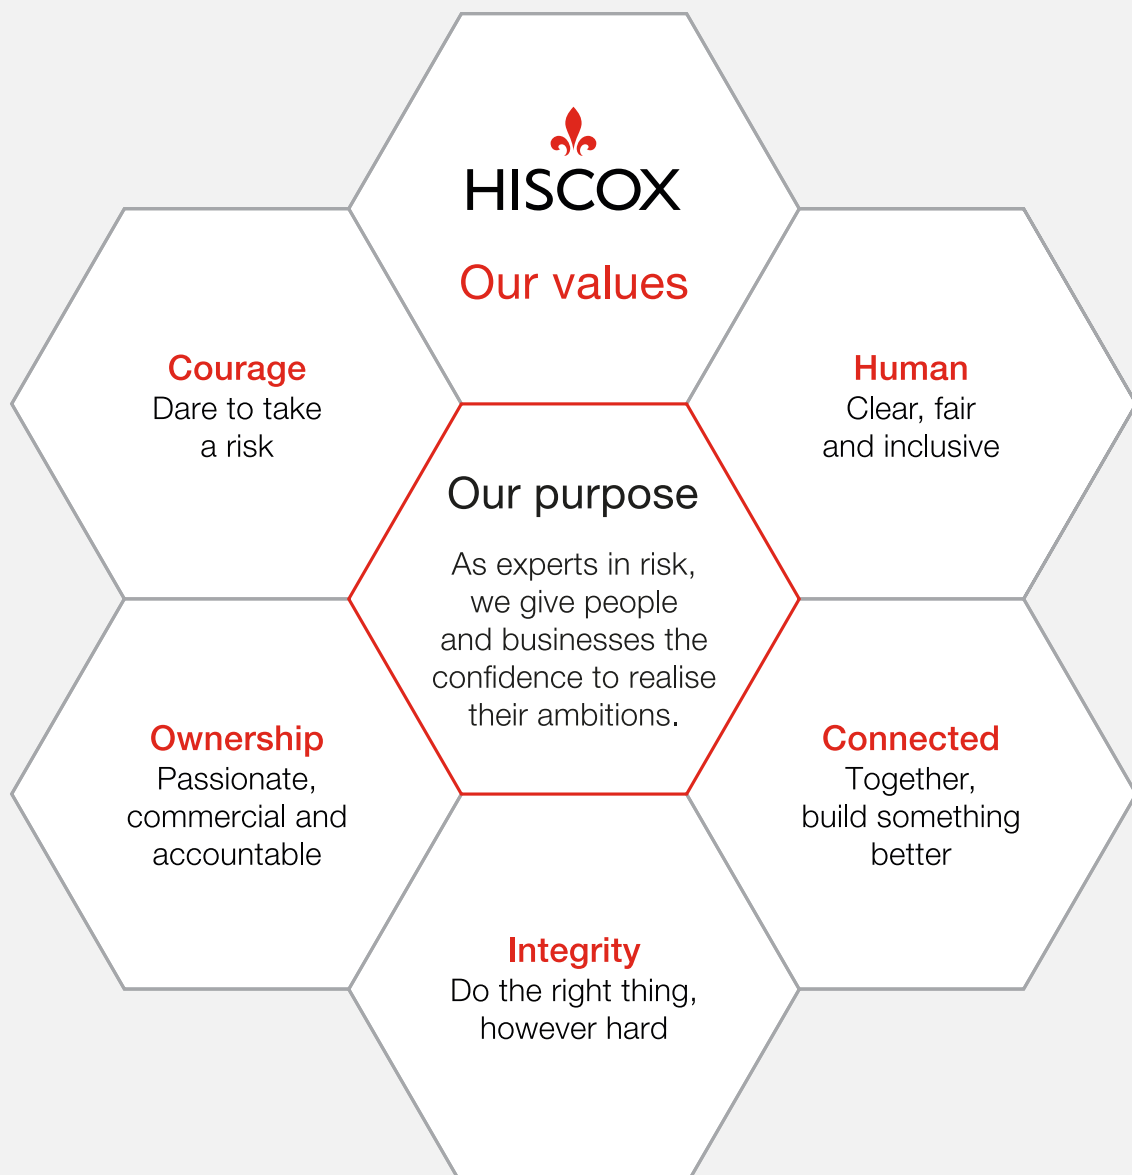 HISCOX
Our values
Courage
Dare to take
a risk
Human
Clear, fair
and inclusive
Our purpose
As experts in risk,
we give people
and businesses the
confidence to realise
their ambitions.
Ownership
Passionate,
commercial and
accountable
Connected
Together,
build something
better
Integrity
Do the right thing,
however hard